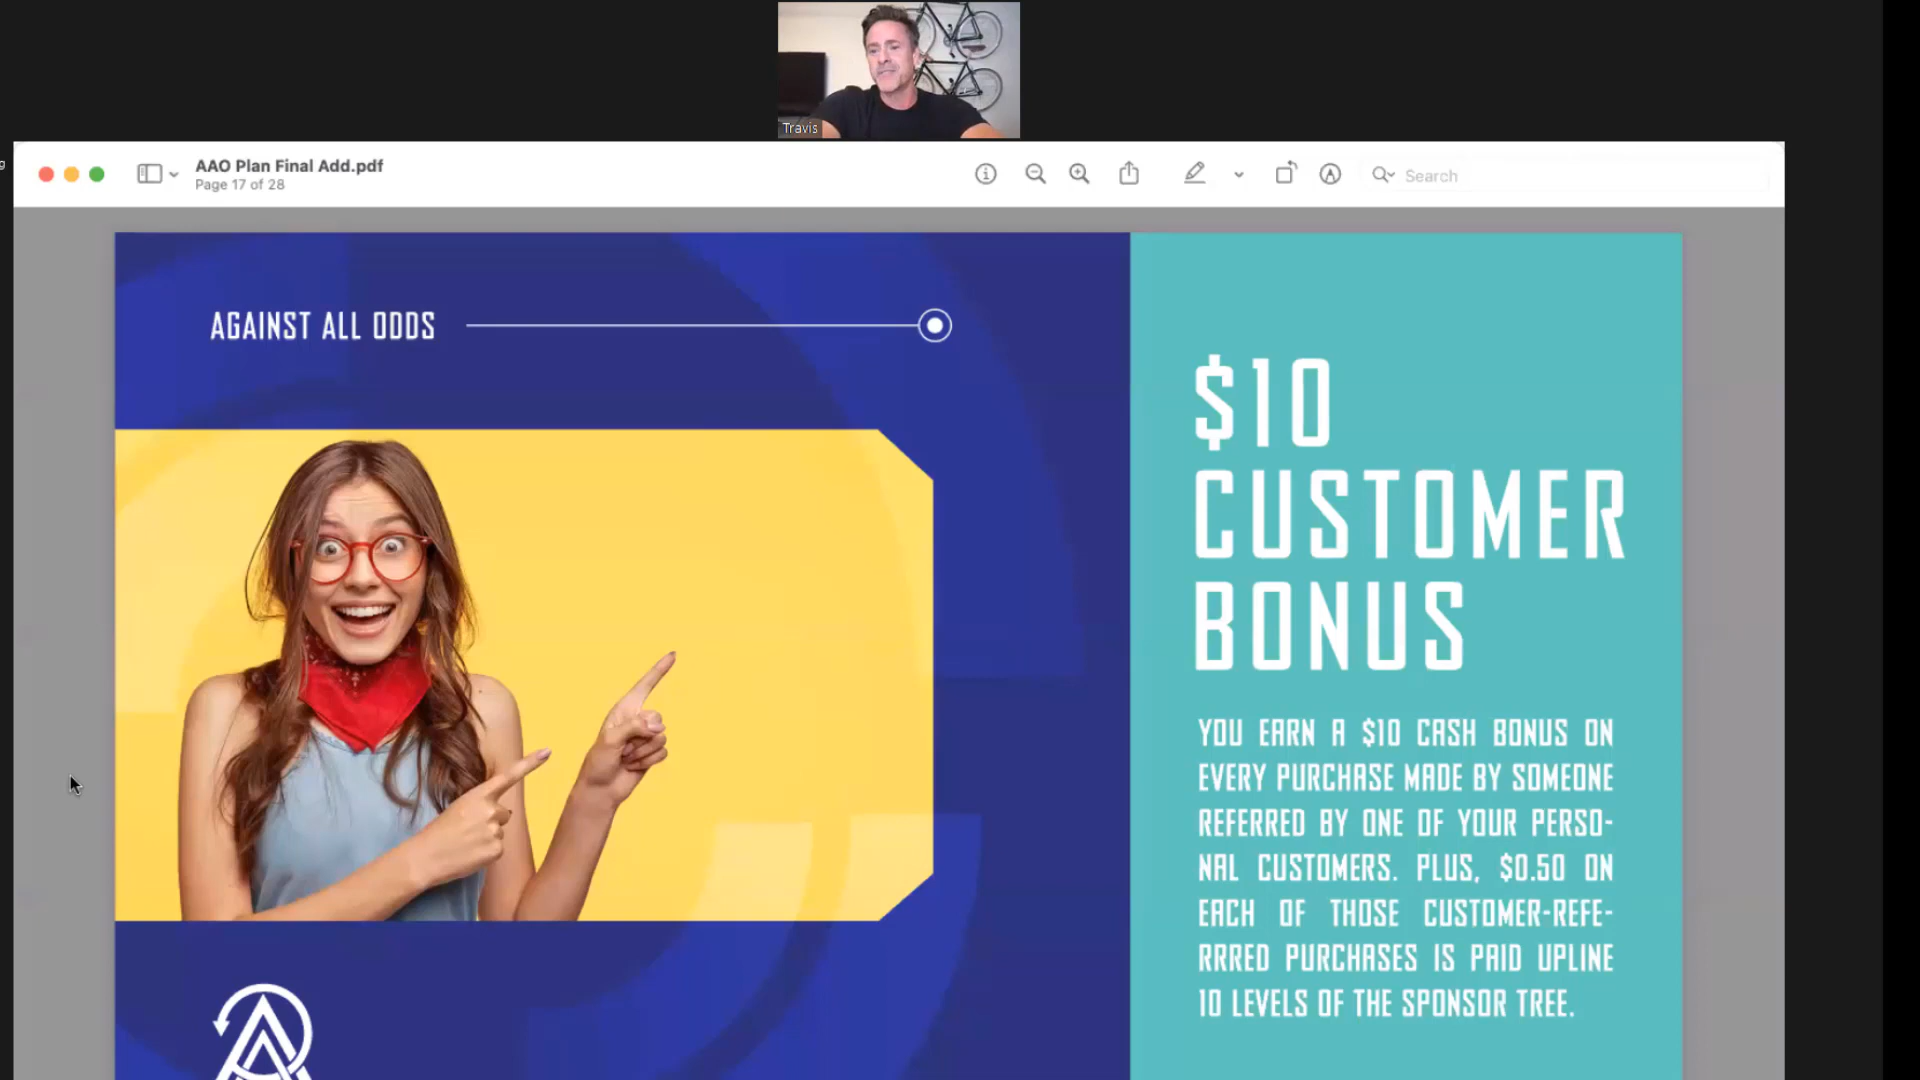 Travis
g
AAO Plan Final Add.pdf
Page 17 of 28
Search
AGAINST ALL ODDS
$10
CUSTOMER
BONUS
YOU EARN A $10 CASH BONUS ON
EVERY PURCHASE MADE BY SOMEONE
REFERRED BY ONE OF YOUR PERSO-
NAL CUSTOMERS. PLUS, $0.50 ON
EACH OF THOSE CUSTOMER-REFE-
RRRED PURCHASES IS PAID UPLINE
10 LEVELS OF THE SPONSOR TREE.